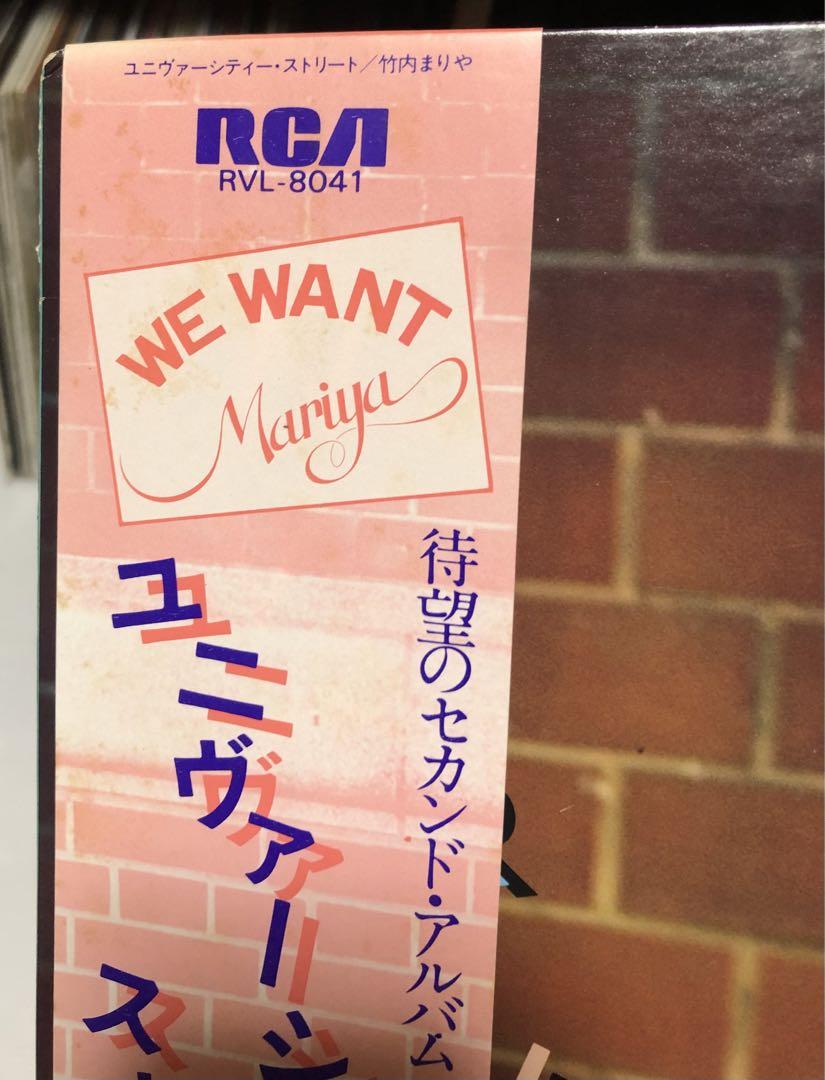 ユニヴァーシティー・ストリート/竹内まりや
RCA
RVL-8041
WE WANT
Mariya
待望のセカンド・アルバム
ユニヴァーシ
ス
R